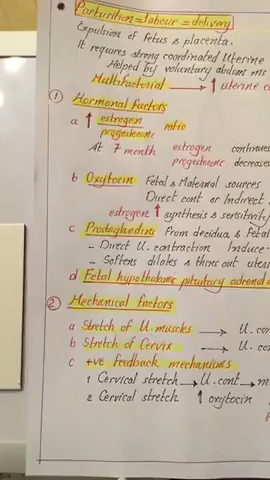 Parturition = labour = delivery
Expulsion of Fetus & placenta.
It requires strong coordinated Uterine
Helped by voluntary abdom ms
Multifactorial → ↑ uterine co
① Hormonal factors
a ↑ estrogen
progesterone ratio
At 7 month estrogen continues
progesterone decreases
b Oxytocin Fetal & Maternal sources
Direct cont or Indirect
estrogen ↑ synthesis & sensitivity
c Prostaglandins From decidua & Fetal
- Direct U. contraction Induce
- Softens dilates & thins out uter
d Fetal hypothalamic pituitary adrenal a
② Mechanical factors
a Stretch of U. muscles → U. con
b Stretch of Cervix → U. co
c +ve feedback mechanisms
1 Cervical stretch → U. cont → m
2 Cervical stretch ↑ oxytocin